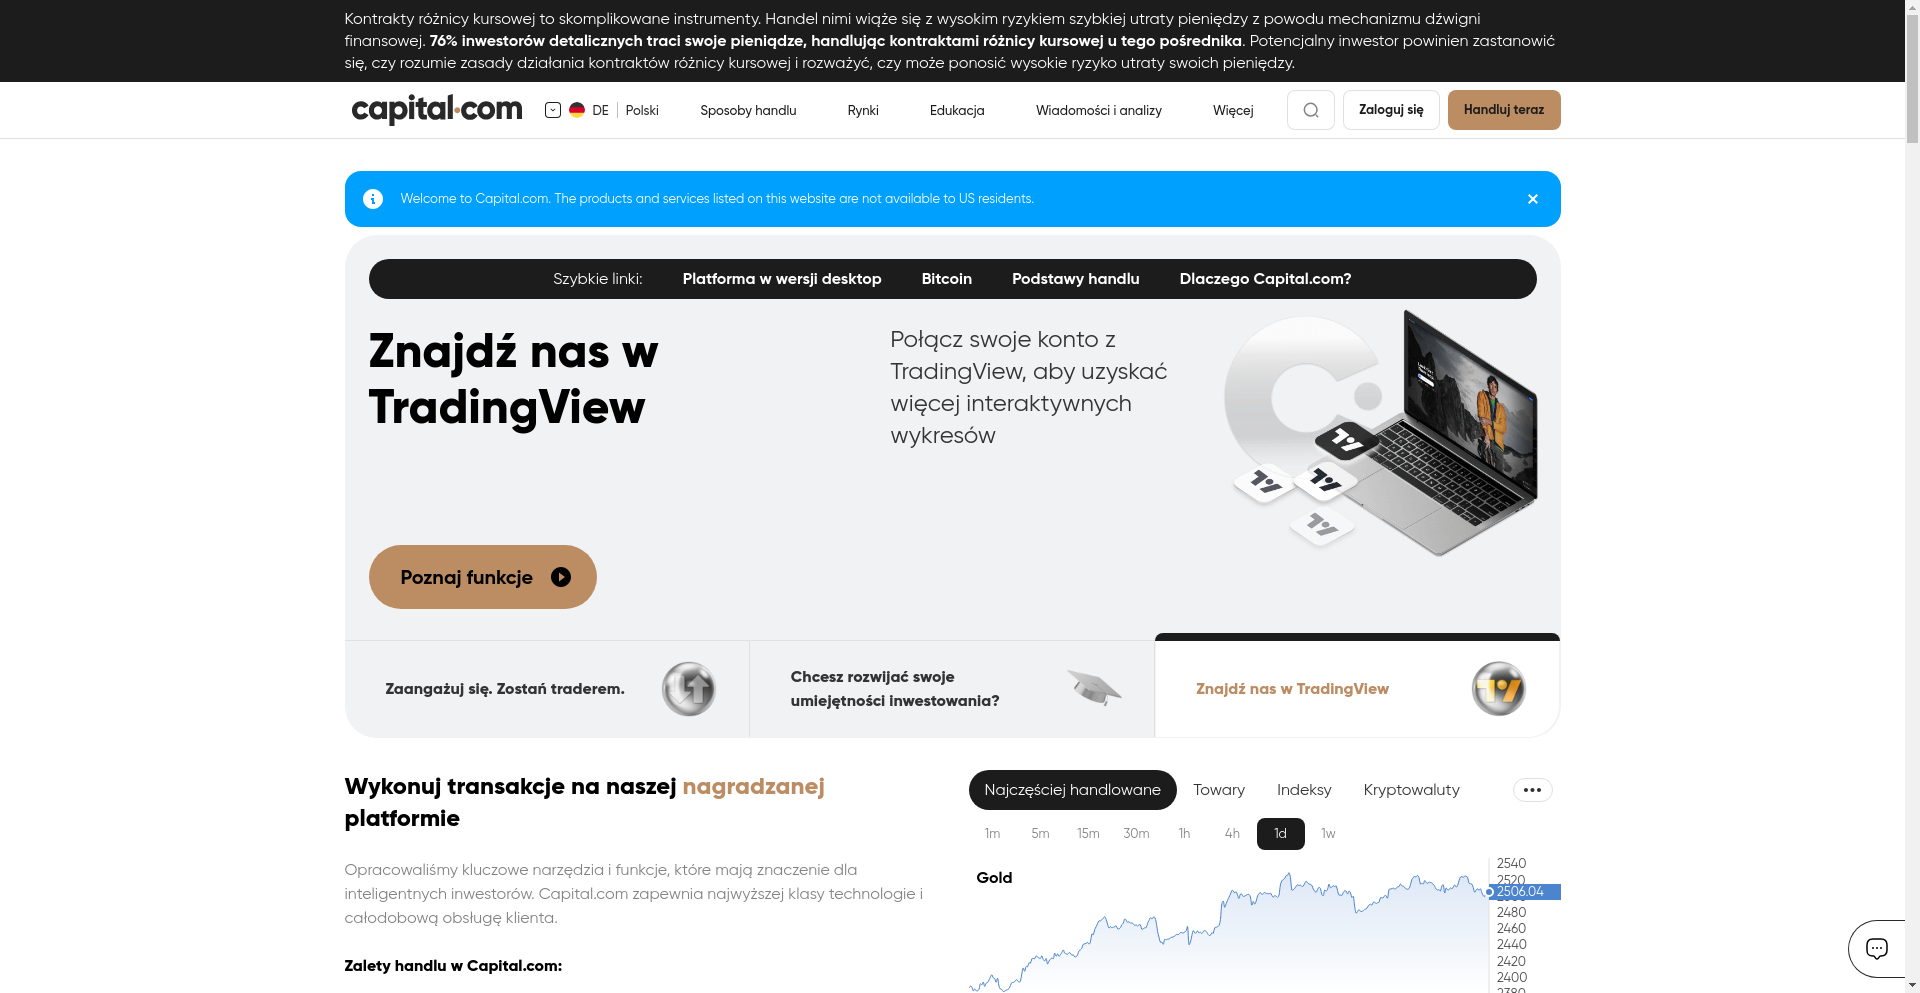 Kontrakty różnicy kursowej to skomplikowane instrumenty. Handel nimi wiąże się z wysokim ryzykiem szybkiej utraty pieniędzy z powodu mechanizmu dźwigni
finansowej. 76% inwestorów detalicznych traci swoje pieniądze, handlując kontraktami różnicy kursowej u tego pośrednika. Potencjalny inwestor powinien zastanowić
się, czy rozumie zasady działania kontraktów różnicy kursowej i rozważyć, czy może ponosić wysokie ryzyko utraty swoich pieniędzy.
capital.com
DE
Polski
Sposoby handlu
Rynki
Edukacja
Wiadomości i analizy
Więcej
Zaloguj się
Handluj teraz
Welcome to Capital.com. The products and services listed on this website are not available to US residents.
Szybkie linki:
Platforma w wersji desktop
Bitcoin
Podstawy handlu
Dlaczego Capital.com?
Znajdź nas w
TradingView
Połącz swoje konto z
TradingView, aby uzyskać
więcej interaktywnych
wykresów
Poznaj funkcje
Zaangażuj się. Zostań traderem.
Chcesz rozwijać swoje
umiejętności inwestowania?
Znajdź nas w TradingView
Wykonuj transakcje na naszej nagradzanej
platformie
Opracowaliśmy kluczowe narzędzia i funkcje, które mają znaczenie dla
inteligentnych inwestorów. Capital.com zapewnia najwyższej klasy technologie i
całodobową obsługę klienta.
Zalety handlu w Capital.com:
Najczęściej handlowane
Towary
Indeksy
Kryptowaluty
1m
5m
15m
30m
1h
4h
1d
1w
Gold
2540
2520
2506.04
2480
2460
2440
2420
2400